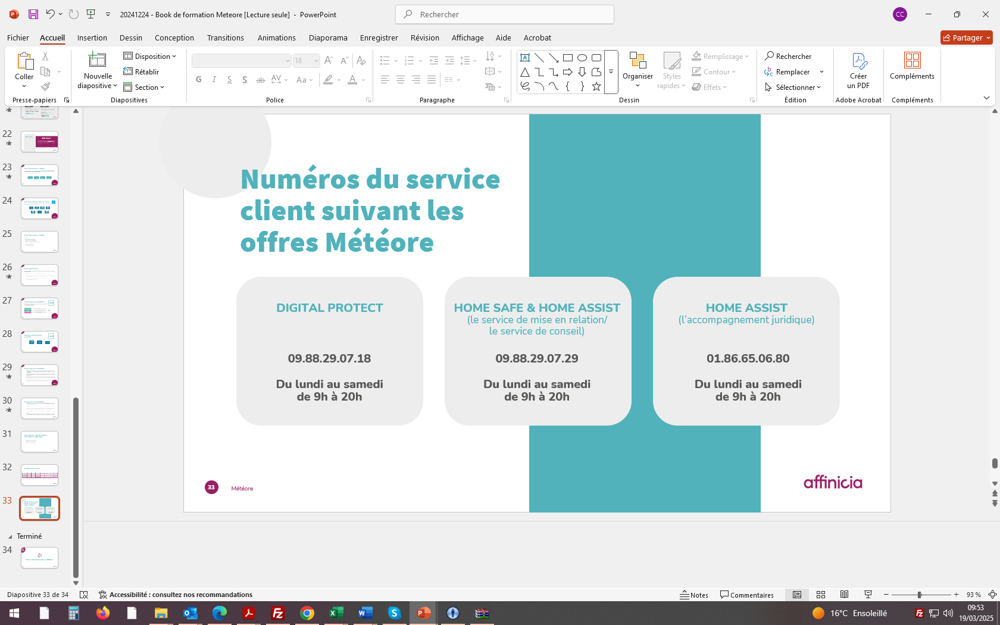 20241224 - Book de formation Meteore [Lecture seule] - PowerPoint
Rechercher
CC
Fichier Accueil Insertion Dessin Conception Transitions Animations Diaporama Enregistrer Révision Affichage Aide Acrobat
Partager
Coller
Nouvelle
diapositive
Disposition
Rétablir
Section
18
G I S S ab AV Aa A
Organiser
Styles
rapides
Remplissage
Contour
Effets
Rechercher
Remplacer
Sélectionner
Créer
un PDF
Compléments
Presse-papiers Diapositives Police Paragraphe Dessin Édition Adobe Acrobat Compléments
22
23
24
25
26
27
28
29
30
31
32
33
Terminé
34
Numéros du service
client suivant les
offres Météore
DIGITAL PROTECT
09.88.29.07.18
Du lundi au samedi
de 9h à 20h
HOME SAFE & HOME ASSIST
(le service de mise en relation/
le service de conseil)
09.88.29.07.29
Du lundi au samedi
de 9h à 20h
HOME ASSIST
(l'accompagnement juridique)
01.86.65.06.80
Du lundi au samedi
de 9h à 20h
33 Météore
affinicia
Diapositive 33 de 34
Accessibilité : consultez nos recommandations
Notes
Commentaires
93 %
16°C Ensoleillé
09:53
19/03/2025